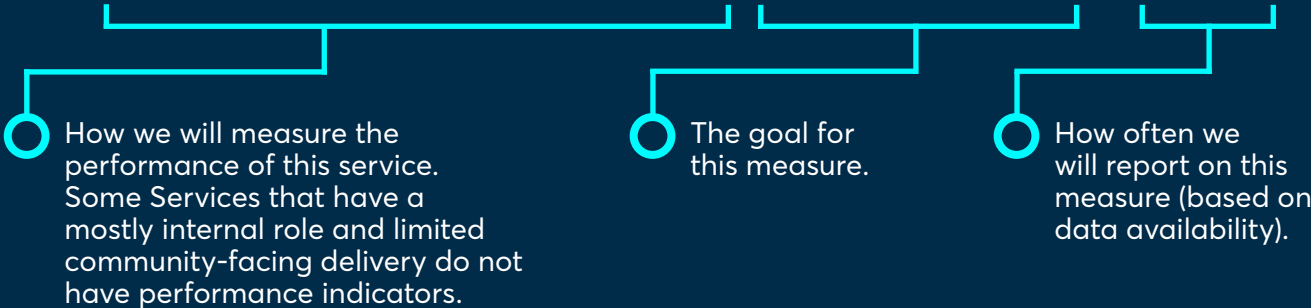 How we will measure the
performance of this service.
Some Services that have a
mostly internal role and limited
community-facing delivery do not
have performance indicators.
The goal for
this measure.
How often we
will report on this
measure (based on
data availability).